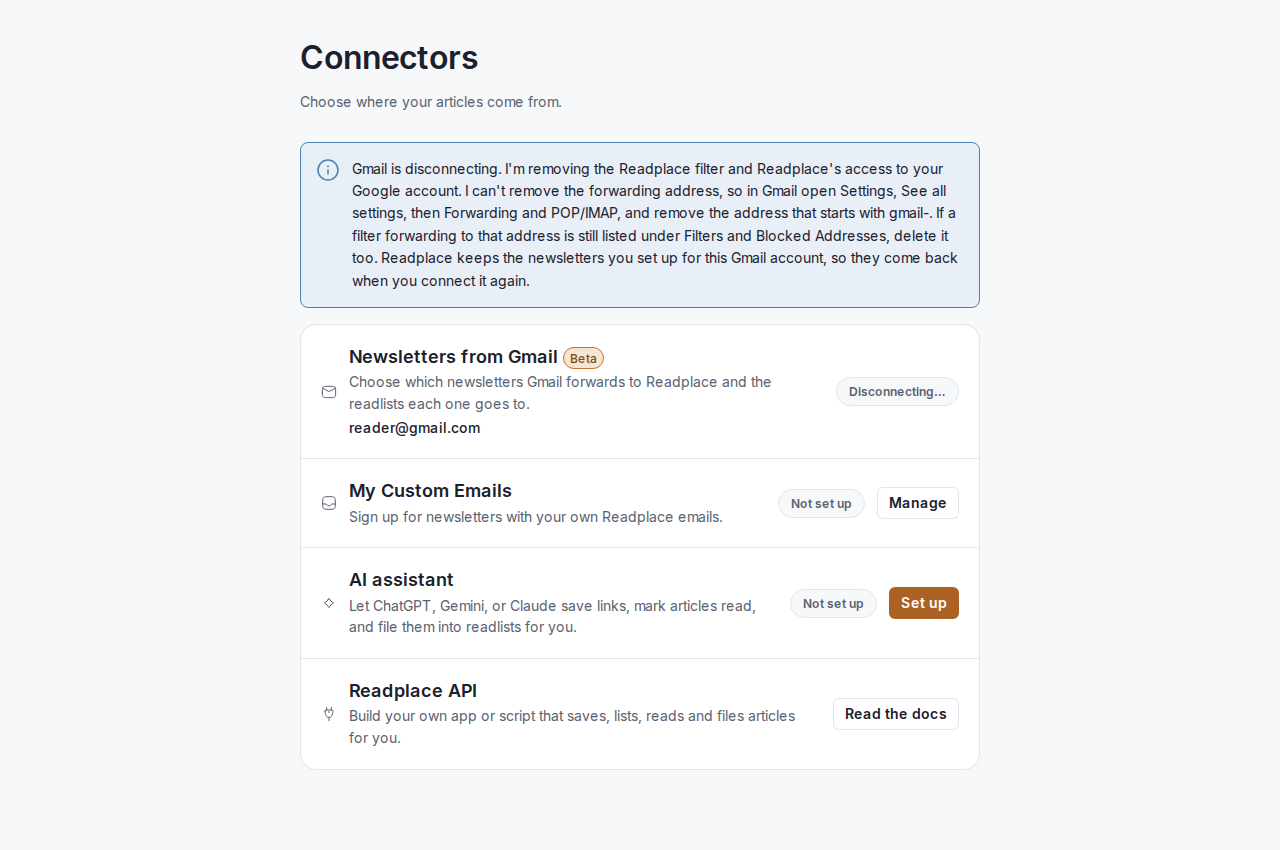 Connectors
Choose where your articles come from.
Gmail is disconnecting. I'm removing the Readplace filter and Readplace's access to your
Google account. I can't remove the forwarding address, so in Gmail open Settings, See all
settings, then Forwarding and POP/IMAP, and remove the address that starts with gmail-. If a
filter forwarding to that address is still listed under Filters and Blocked Addresses, delete it
too. Readplace keeps the newsletters you set up for this Gmail account, so they come back
when you connect it again.
Newsletters from Gmail Beta
Choose which newsletters Gmail forwards to Readplace and the
readlists each one goes to.
reader@gmail.com
Disconnecting...
My Custom Emails
Sign up for newsletters with your own Readplace emails.
Not set up
Manage
AI assistant
Let ChatGPT, Gemini, or Claude save links, mark articles read,
and file them into readlists for you.
Not set up
Set up
Readplace API
Build your own app or script that saves, lists, reads and files articles
for you.
Read the docs